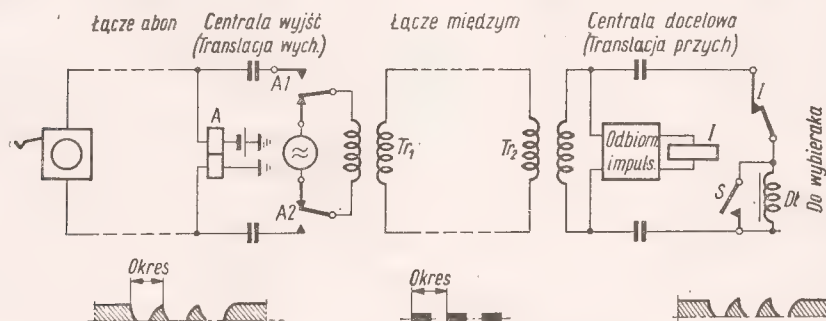 Łącze abon
Centrala wyjść
(Translacja wych.)
Łącze międzym
Centrala docelowa
(Translacja przych)
A1
A
A2
Tr₁
Tr₂
Odbiorn.
impuls.
I
I
S
Dł
Do wybieraka
Okres
Okres